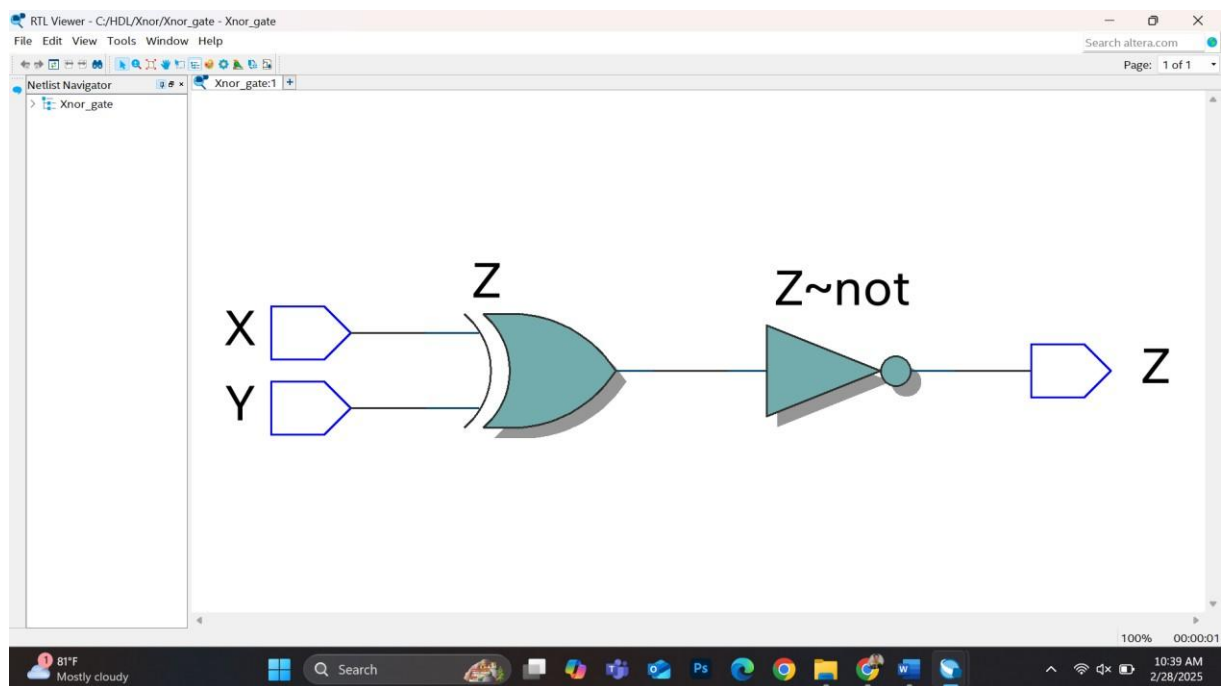 RTL Viewer - C:/HDL/Xnor/Xnor_gate - Xnor_gate
File Edit View Tools Window Help
Search altera.com
Page: 1 of 1
Netlist Navigator
Xnor_gate:1
Xnor_gate
Z
Z~not
X
Y
Z
100% 00:00:01
1
81°F
Mostly cloudy
Search
Ps
W
10:39 AM
2/28/2025